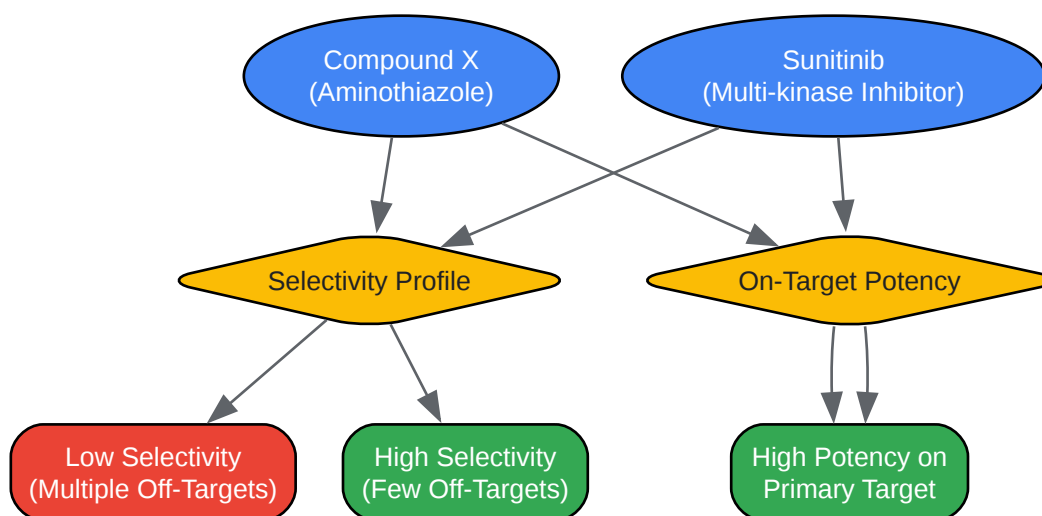 Compound X
(Aminothiazole)
Sunitinib
(Multi-kinase Inhibitor)
Selectivity Profile
On-Target Potency
Low Selectivity
(Multiple Off-Targets)
High Selectivity
(Few Off-Targets)
High Potency on
Primary Target